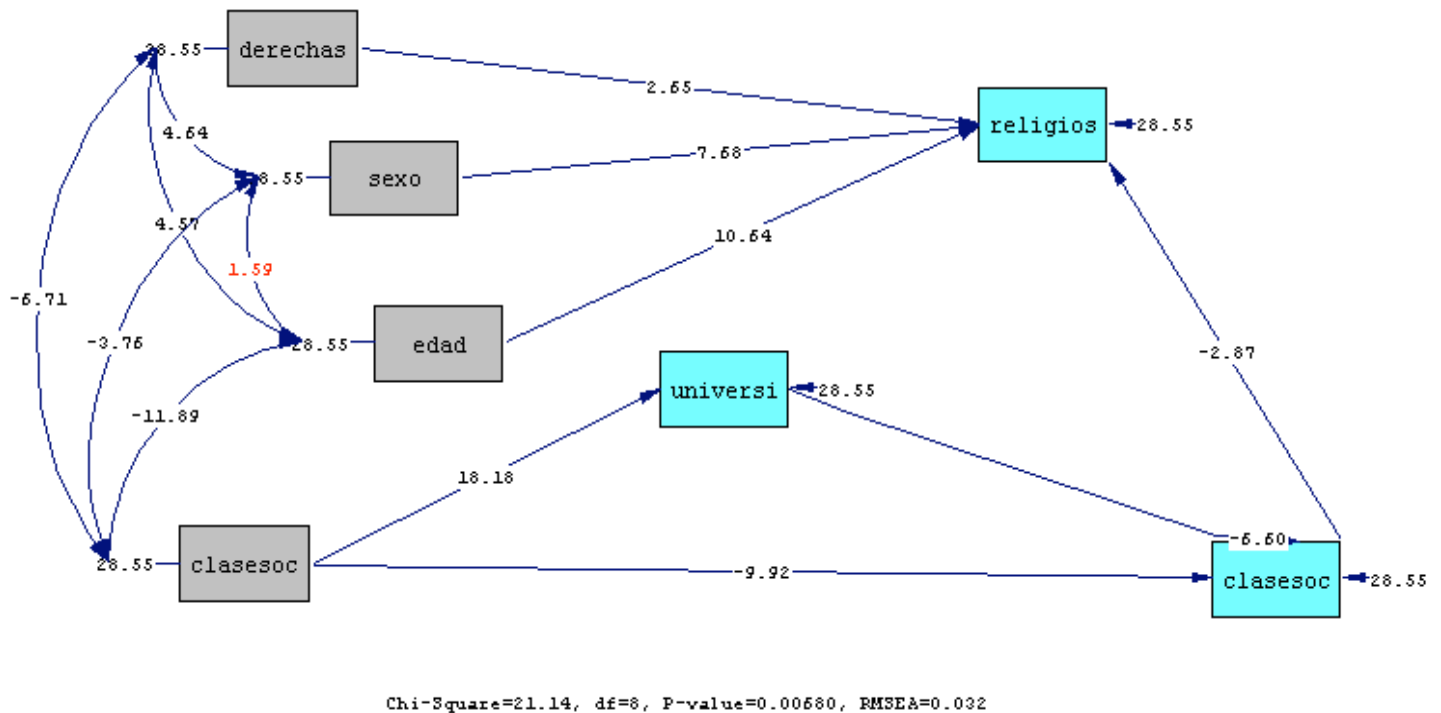 28.55
derechas
2.65
religios
28.55
4.64
7.68
8.55
sexo
4.57
10.64
1.59
-6.71
-3.76
28.55
edad
-2.87
universi
28.55
-11.89
18.18
-6.60
28.55
clasesoc
-9.92
clasesoc
28.55
Chi-Square=21.14, df=8, P-value=0.00680, RMSEA=0.032